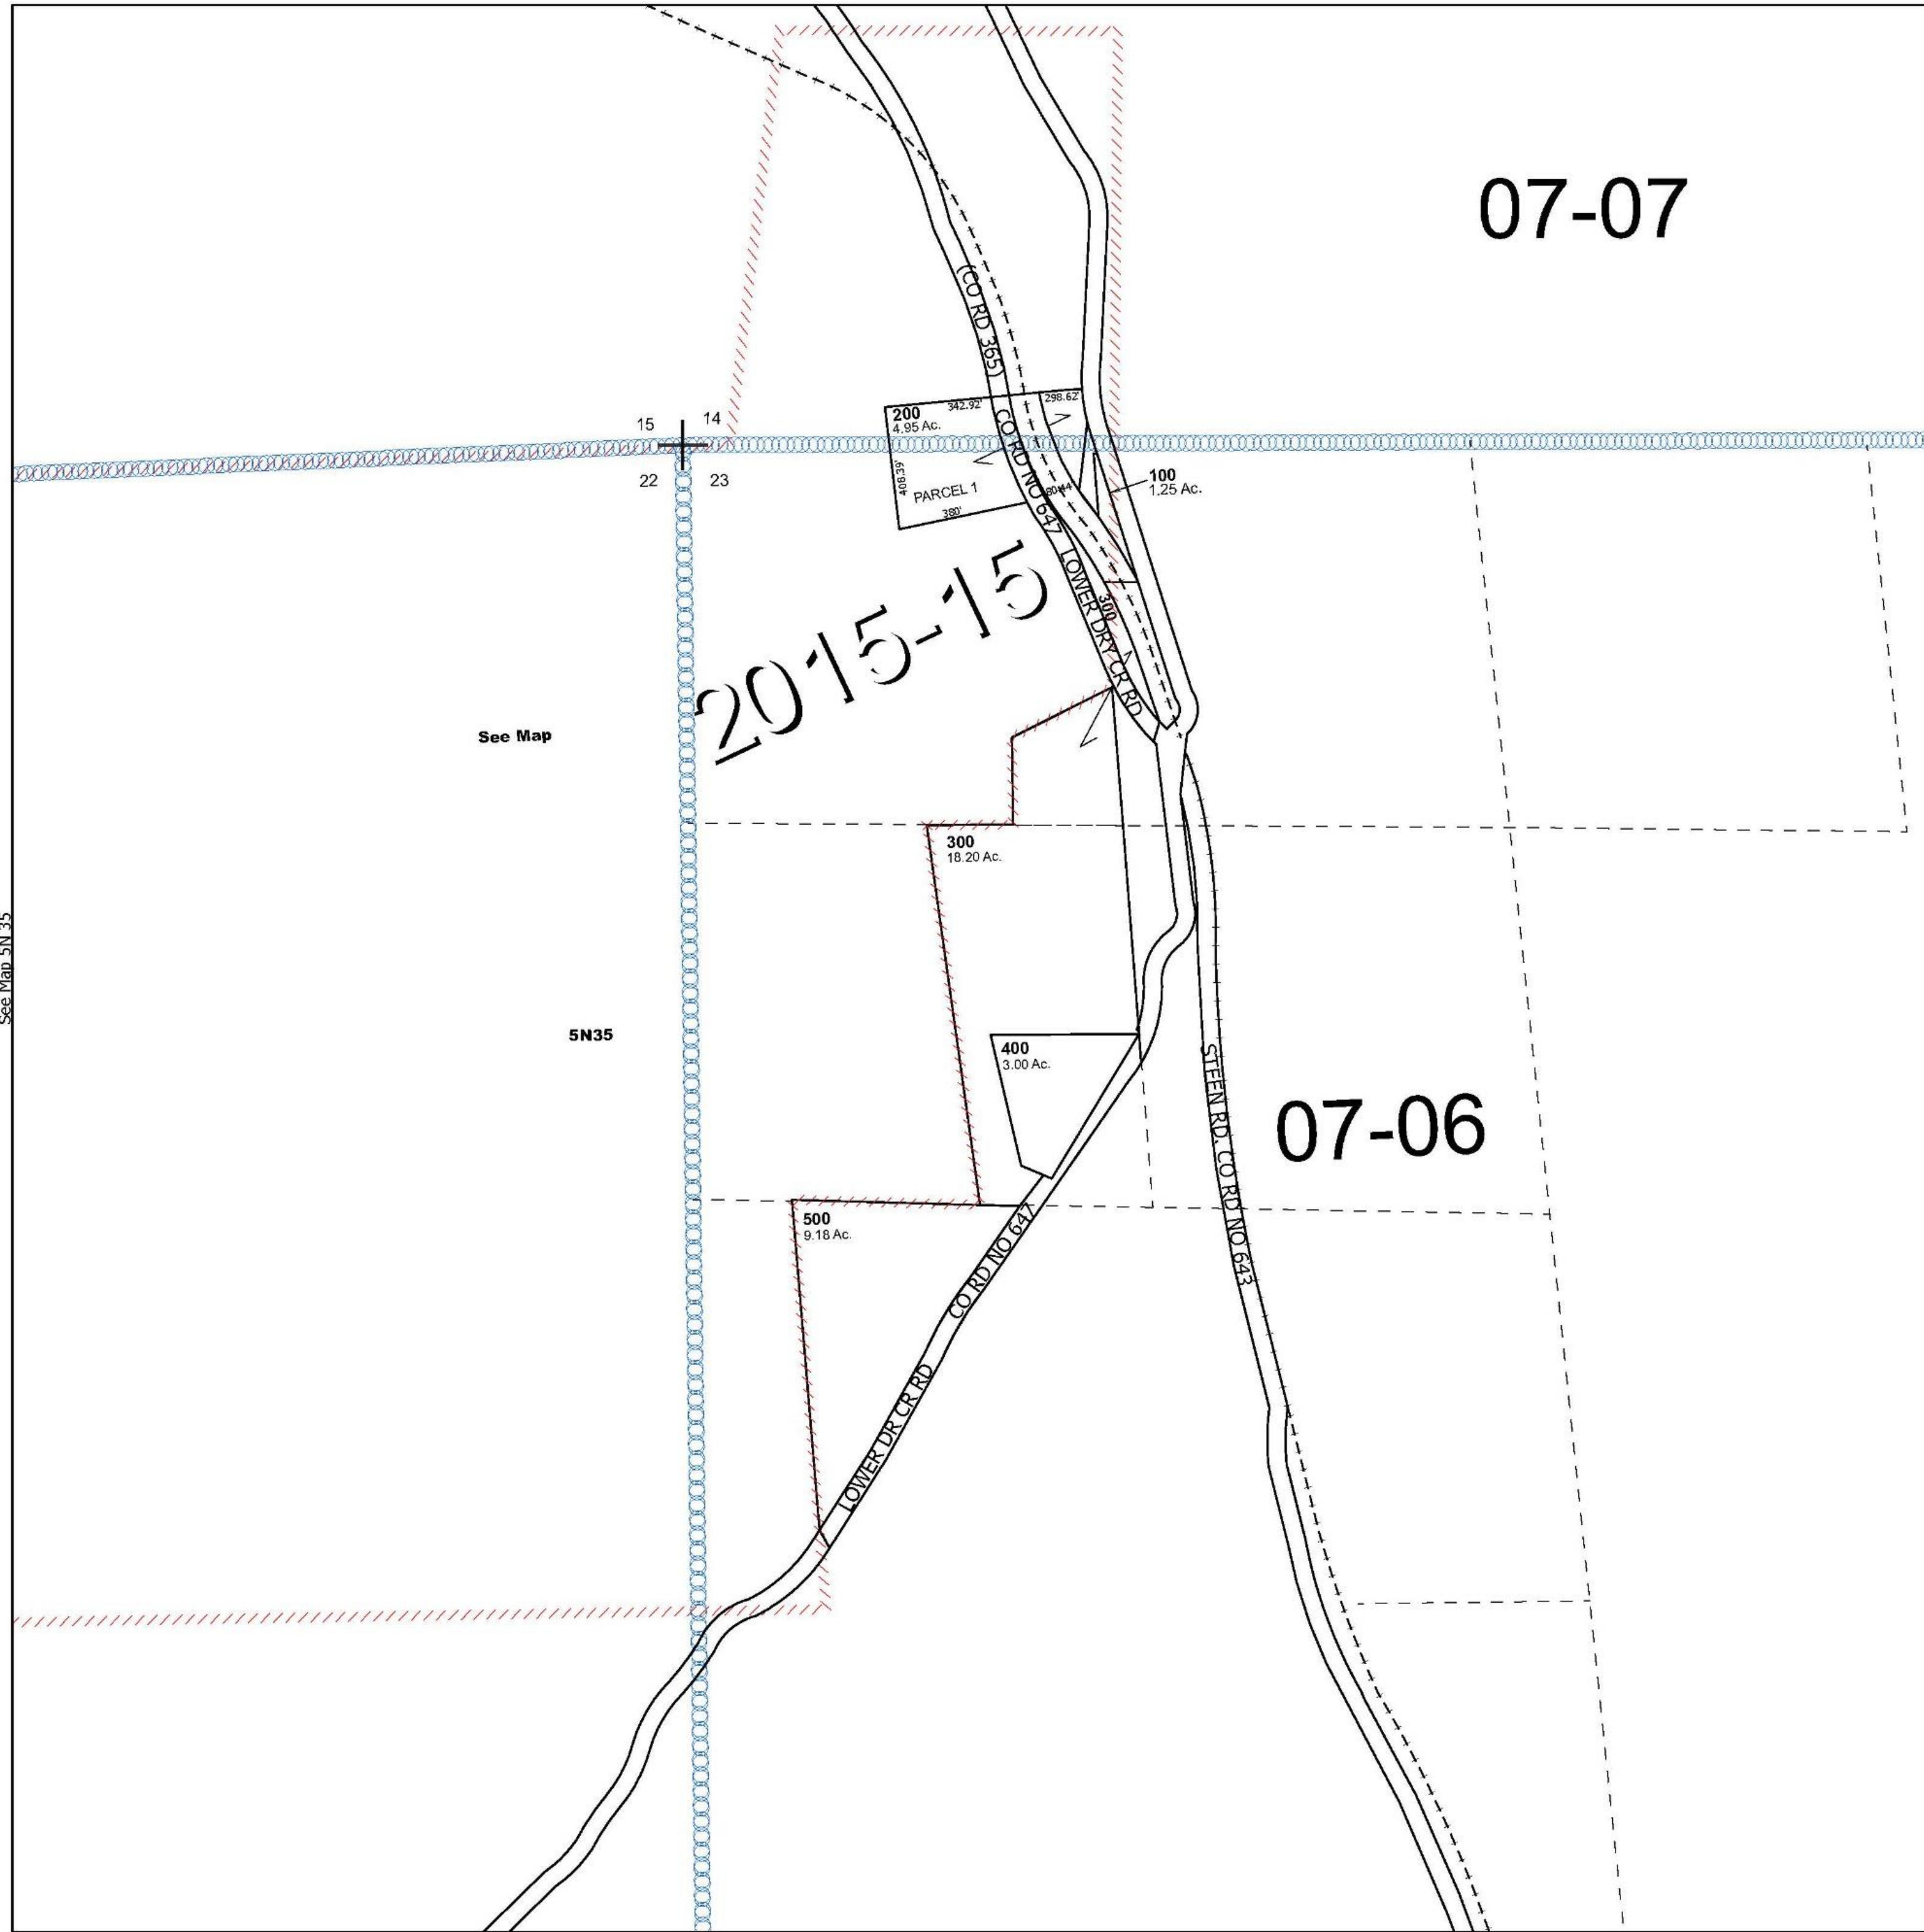 07-07
(CO RD 365)
15
14
22
23
200
4.95 Ac.
342.92'
298.62'
408.39'
PARCEL 1
380'
CO RD NO 647
LOWER DRY CR RD
100
1.25 Ac.
2015-15
300
See Map
300
18.20 Ac.
See Map 5N 35
5N35
400
3.00 Ac.
STEEN RD. CO RD NO 643
07-06
500
9.18 Ac.
CO RD NO 647
LOWER DR CR RD